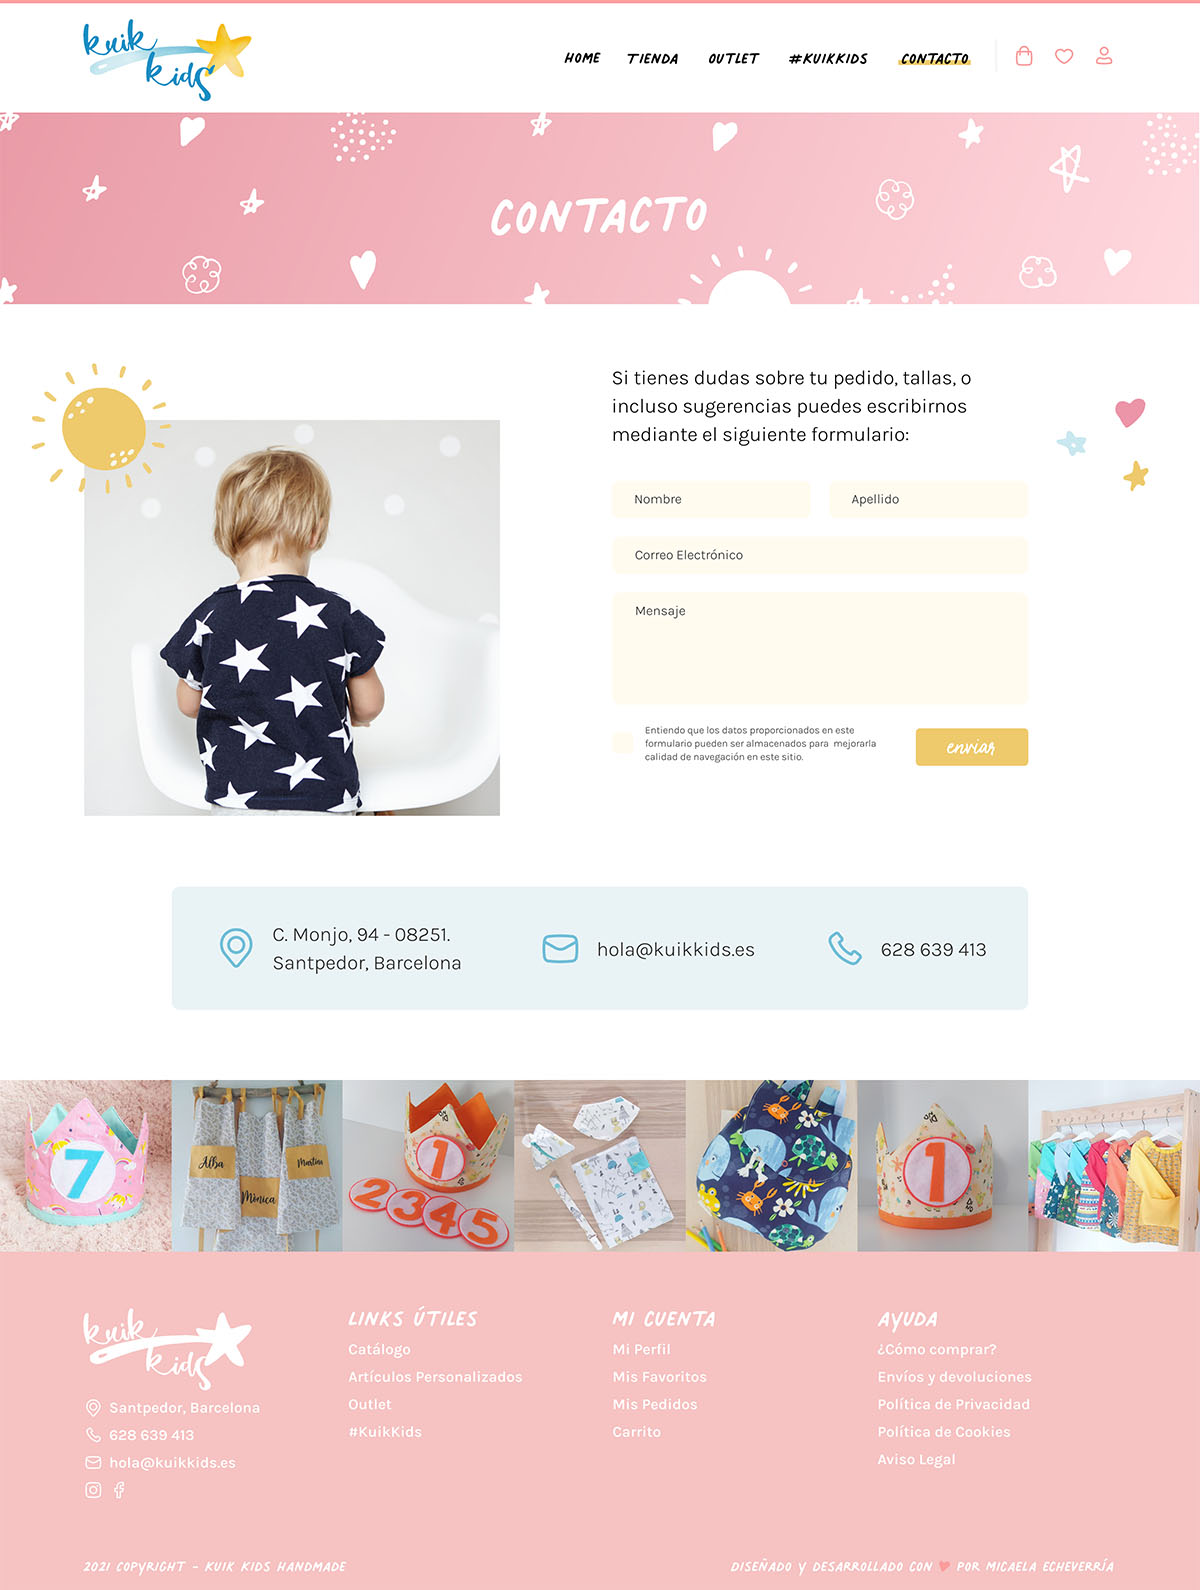 kuik
kids
HOME TIENDA OUTLET #KUIKKIDS CONTACTO
CONTACTO
Si tienes dudas sobre tu pedido, tallas, o
incluso sugerencias puedes escribirnos
mediante el siguiente formulario:
Nombre Apellido
Correo Electrónico
Mensaje
Entiendo que los datos proporcionados en este
formulario pueden ser almacenados para mejorarla
calidad de navegación en este sitio.
enviar
C. Monjo, 94 - 08251.
Santpedor, Barcelona
hola@kuikkids.es
628 639 413
7
Alba
Mònica
Martina
1
2345
1
kuik
kids
Santpedor, Barcelona
628 639 413
hola@kuikkids.es
LINKS ÚTILES
Catálogo
Artículos Personalizados
Outlet
#KuikKids
MI CUENTA
Mi Perfil
Mis Favoritos
Mis Pedidos
Carrito
AYUDA
¿Cómo comprar?
Envíos y devoluciones
Política de Privacidad
Política de Cookies
Aviso Legal
2021 COPYRIGHT - KUIK KIDS HANDMADE
DISEÑADO Y DESARROLLADO CON ♥ POR MICAELA ECHEVERRÍA